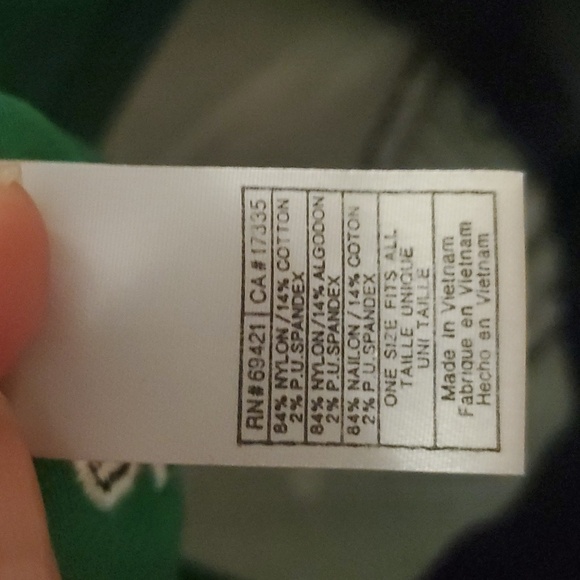 RN# 69421 CA# 17335
84% NYLON/14% COTTON
2% P.U.SPANDEX
84% NYLON/14% ALGODON
2% P.U.SPANDEX
84% NAILON/14% COTON
2% P.U.SPANDEX
ONE SIZE FITS ALL
TAILLE UNIQUE
UNI TAILLE
Made in Vietnam
Fabrique en Vietnam
Hecho en Vietnam